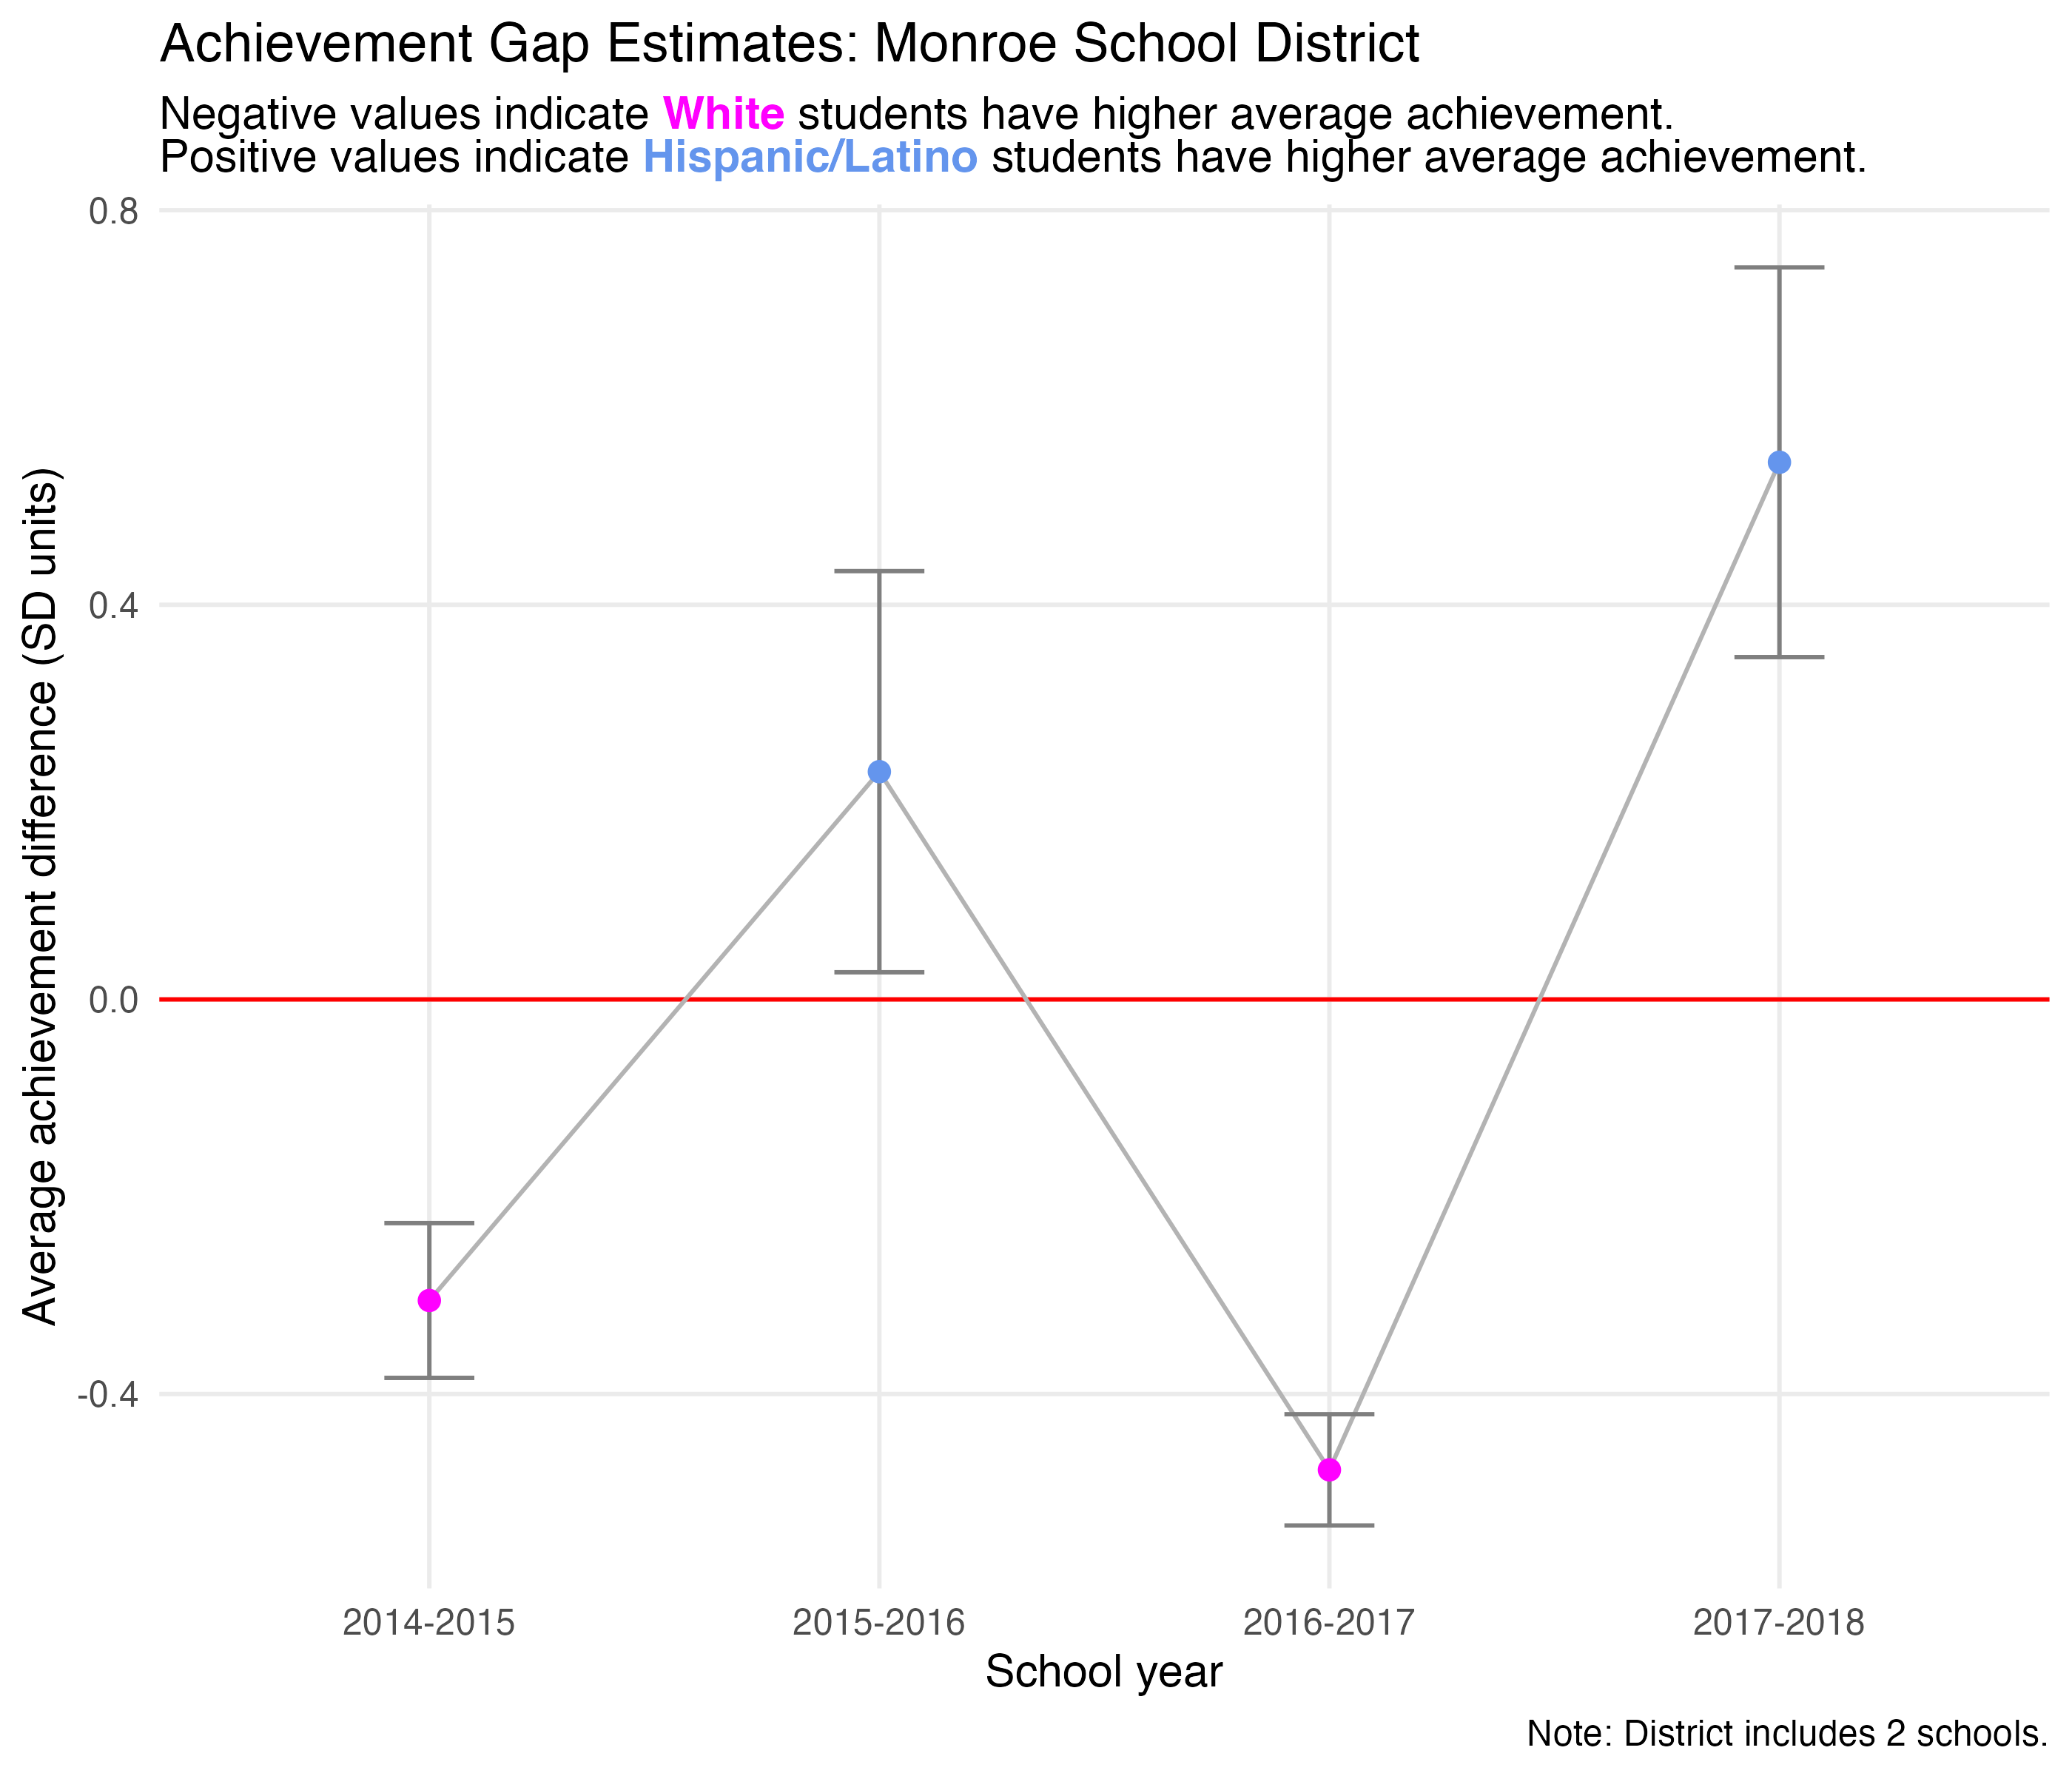 Achievement Gap Estimates: Monroe School District
Negative values indicate White students have higher average achievement.
Positive values indicate Hispanic/Latino students have higher average achievement.
Average achievement difference (SD units)
0.8
0.4
0.0
-0.4
2014-2015
2015-2016
2016-2017
2017-2018
School year
Note: District includes 2 schools.